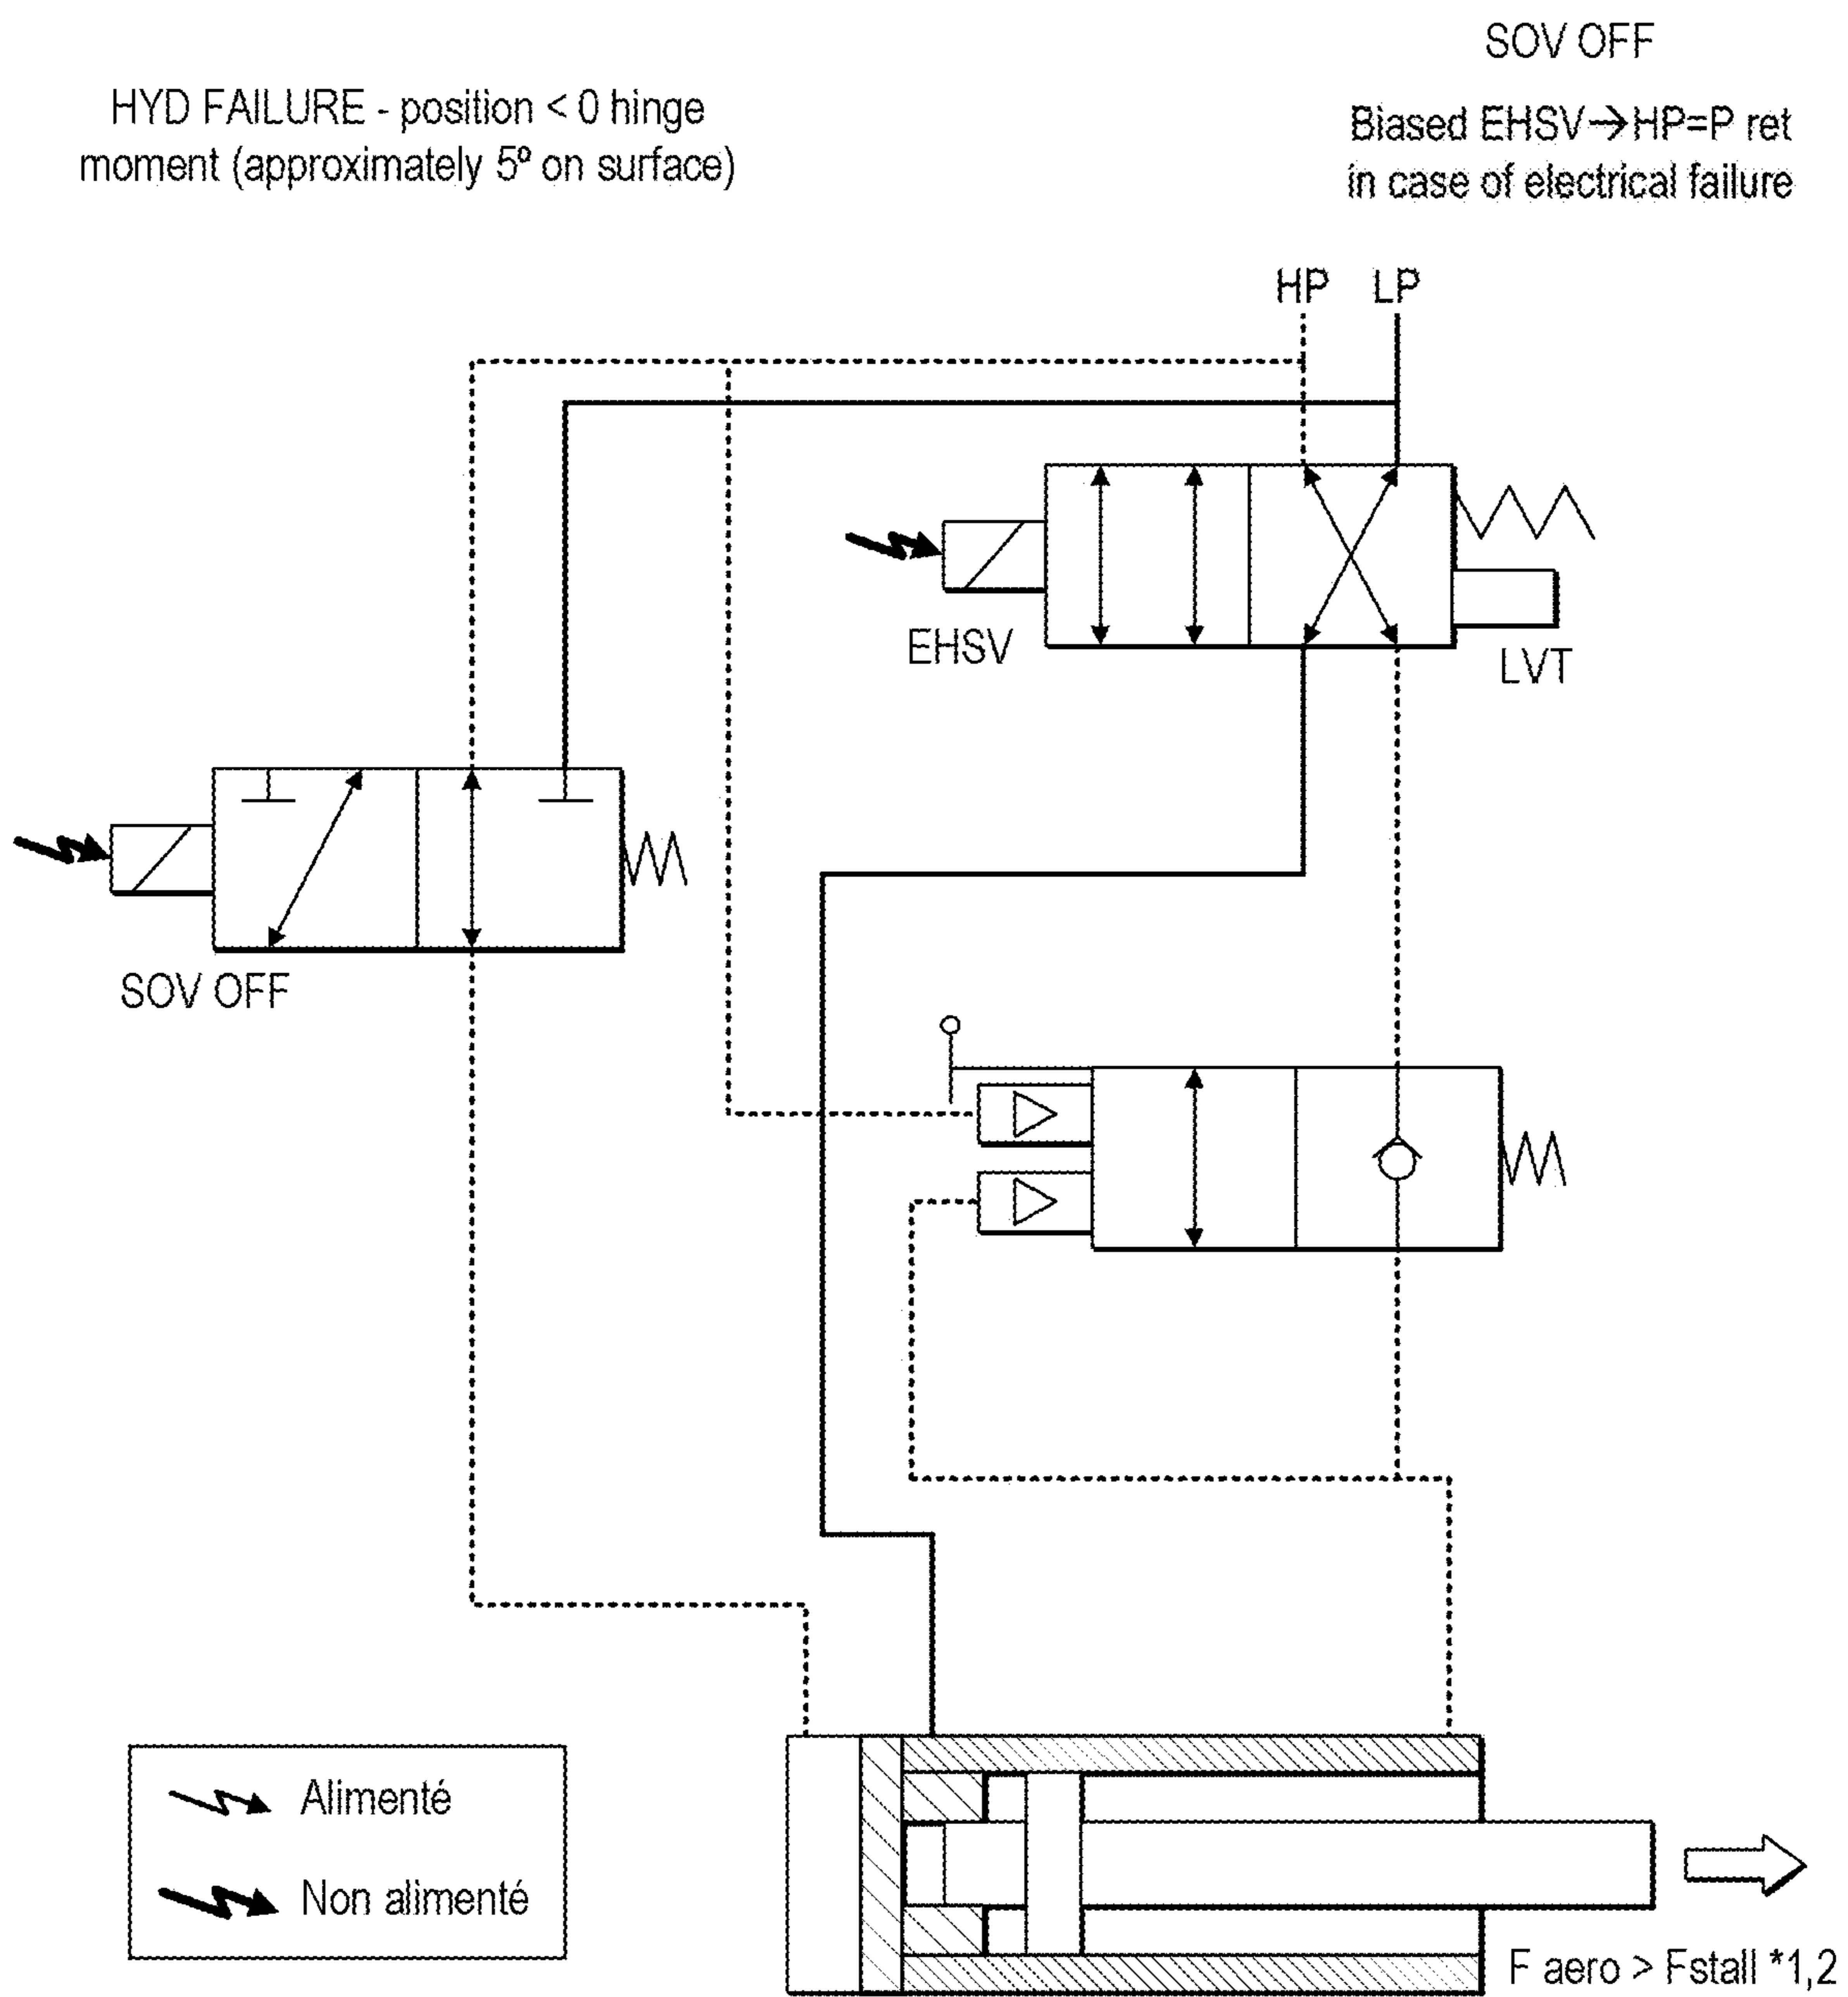 SOV OFF
HYD FAILURE - position < 0 hinge
moment (approximately 5º on surface)
Biased EHSV→HP=P ret
in case of electrical failure
HP
LP
EHSV
LVT
SOV OFF
Alimenté
Non alimenté
F aero > Fstall *1,2